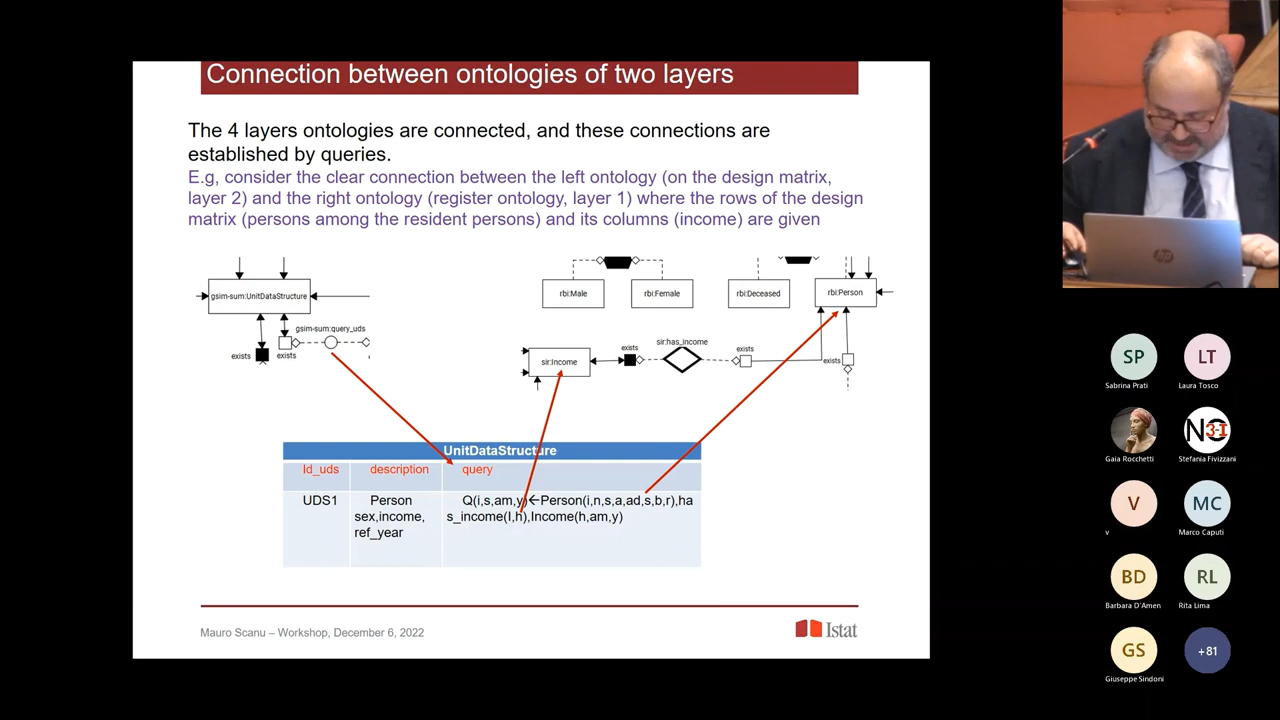 Connection between ontologies of two layers
The 4 layers ontologies are connected, and these connections are
established by queries.
E.g, consider the clear connection between the left ontology (on the design matrix,
layer 2) and the right ontology (register ontology, layer 1) where the rows of the design
matrix (persons among the resident persons) and its columns (income) are given
gsim-sum:UnitDataStructure
gsim-sum:query_uds
exists
exists
rbi:Male
rbi:Female
rbi:Deceased
rbi:Person
sir:Income
exists
sir:has_income
exists
exists
UnitDataStructure
Id_uds description query
UDS1 Person Q(i,s,am,y)←Person(i,n,s,a,ad,s,b,r),ha
sex,income, s_income(I,h),Income(h,am,y)
ref_year
Mauro Scanu – Workshop, December 6, 2022
Istat
hp
SP
Sabrina Prati
LT
Laura Tosco
Gaia Rocchetti
N3-I
Stefania Fivizzani
V
v
MC
Marco Caputi
BD
Barbara D'Amen
RL
Rita Lima
GS
Giuseppe Sindoni
+81